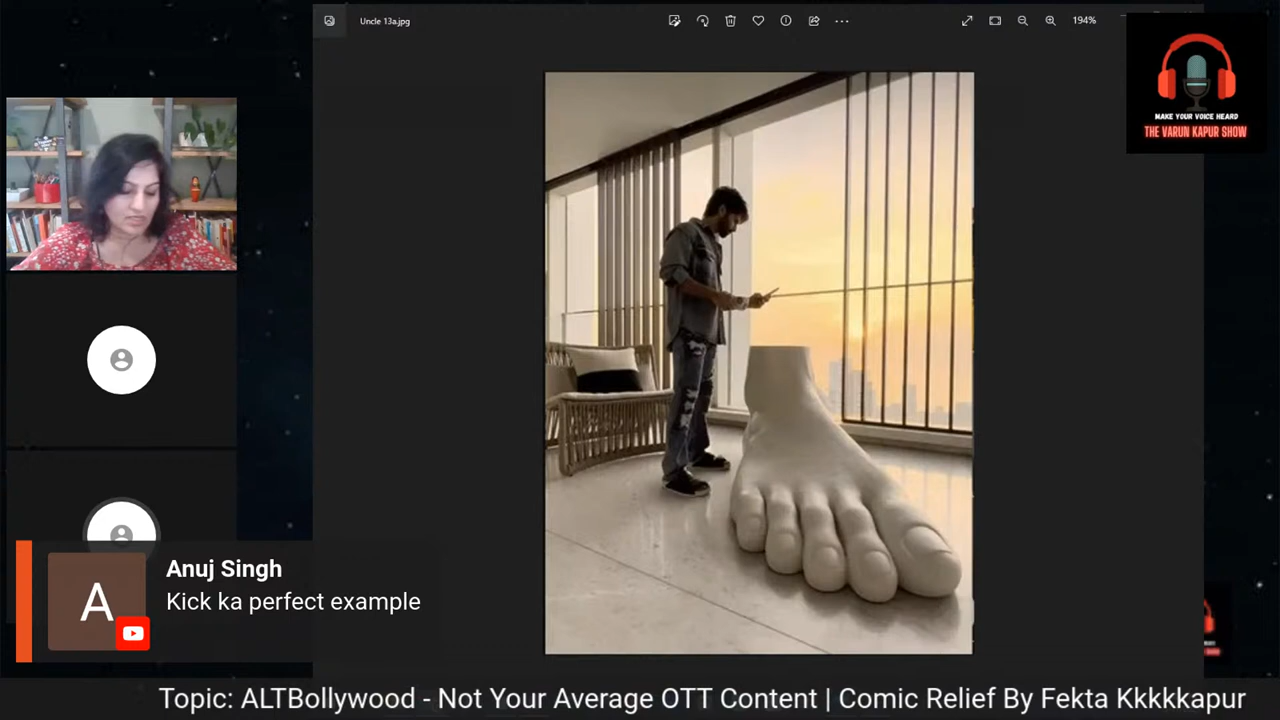 Uncle 13a.jpg
194%
MAKE YOUR VOICE HEARD
THE VARUN KAPUR SHOW
A
Anuj Singh
Kick ka perfect example
Topic: ALTBollywood - Not Your Average OTT Content | Comic Relief By Fekta Kkkkkapur